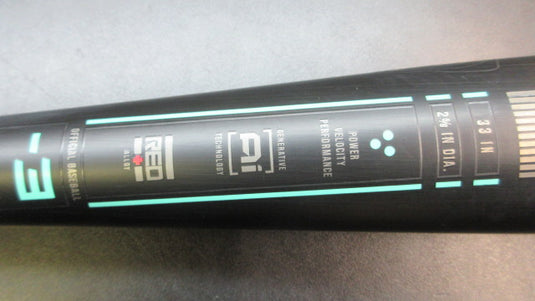 -3
OFFICIAL BASEBALL
RED
ALLOY
Ai
GENERATIVE
TECHNOLOGY
POWER
VELOCITY
PERFORMANCE
2⅝ IN DIA.
33 IN